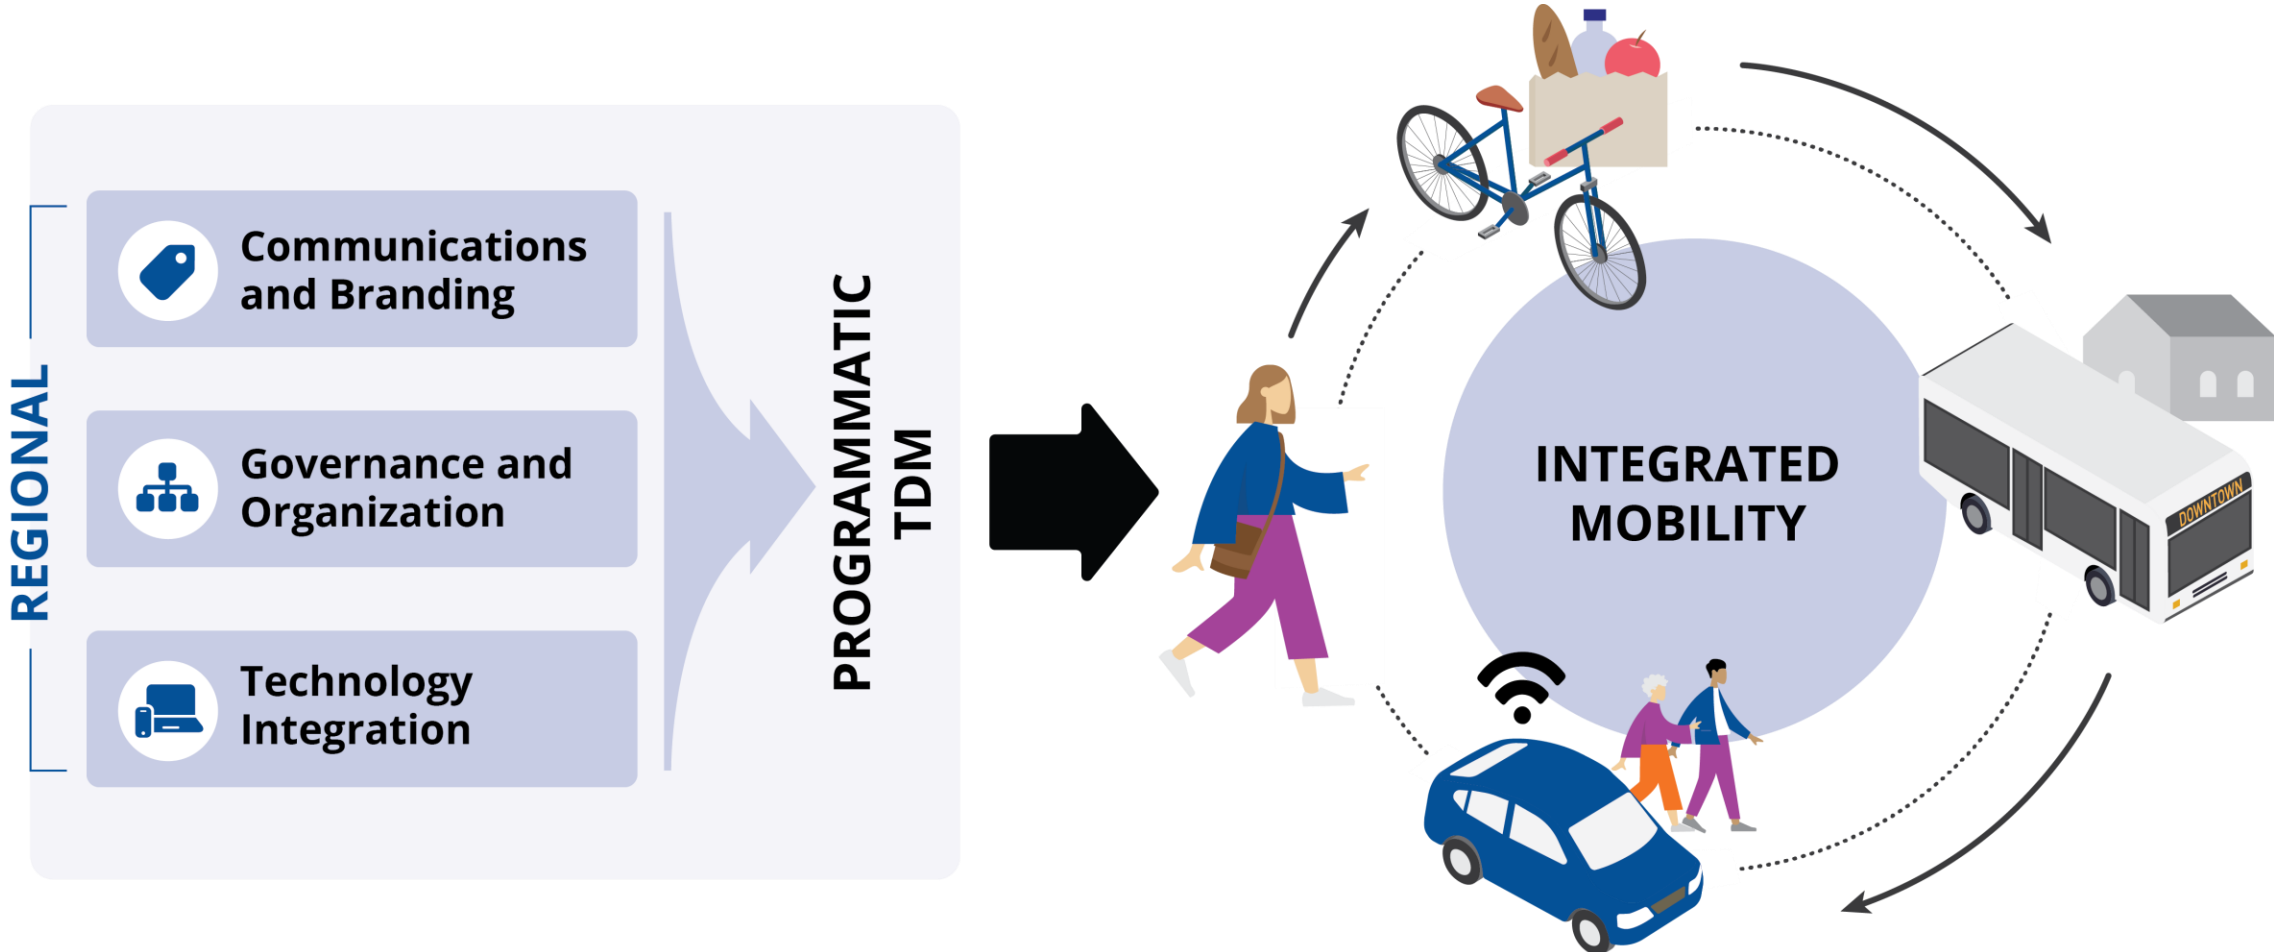 REGIONAL
Communications
and Branding
Governance and
Organization
Technology
Integration
PROGRAMMATIC
TDM
INTEGRATED
MOBILITY
DOWNTOWN